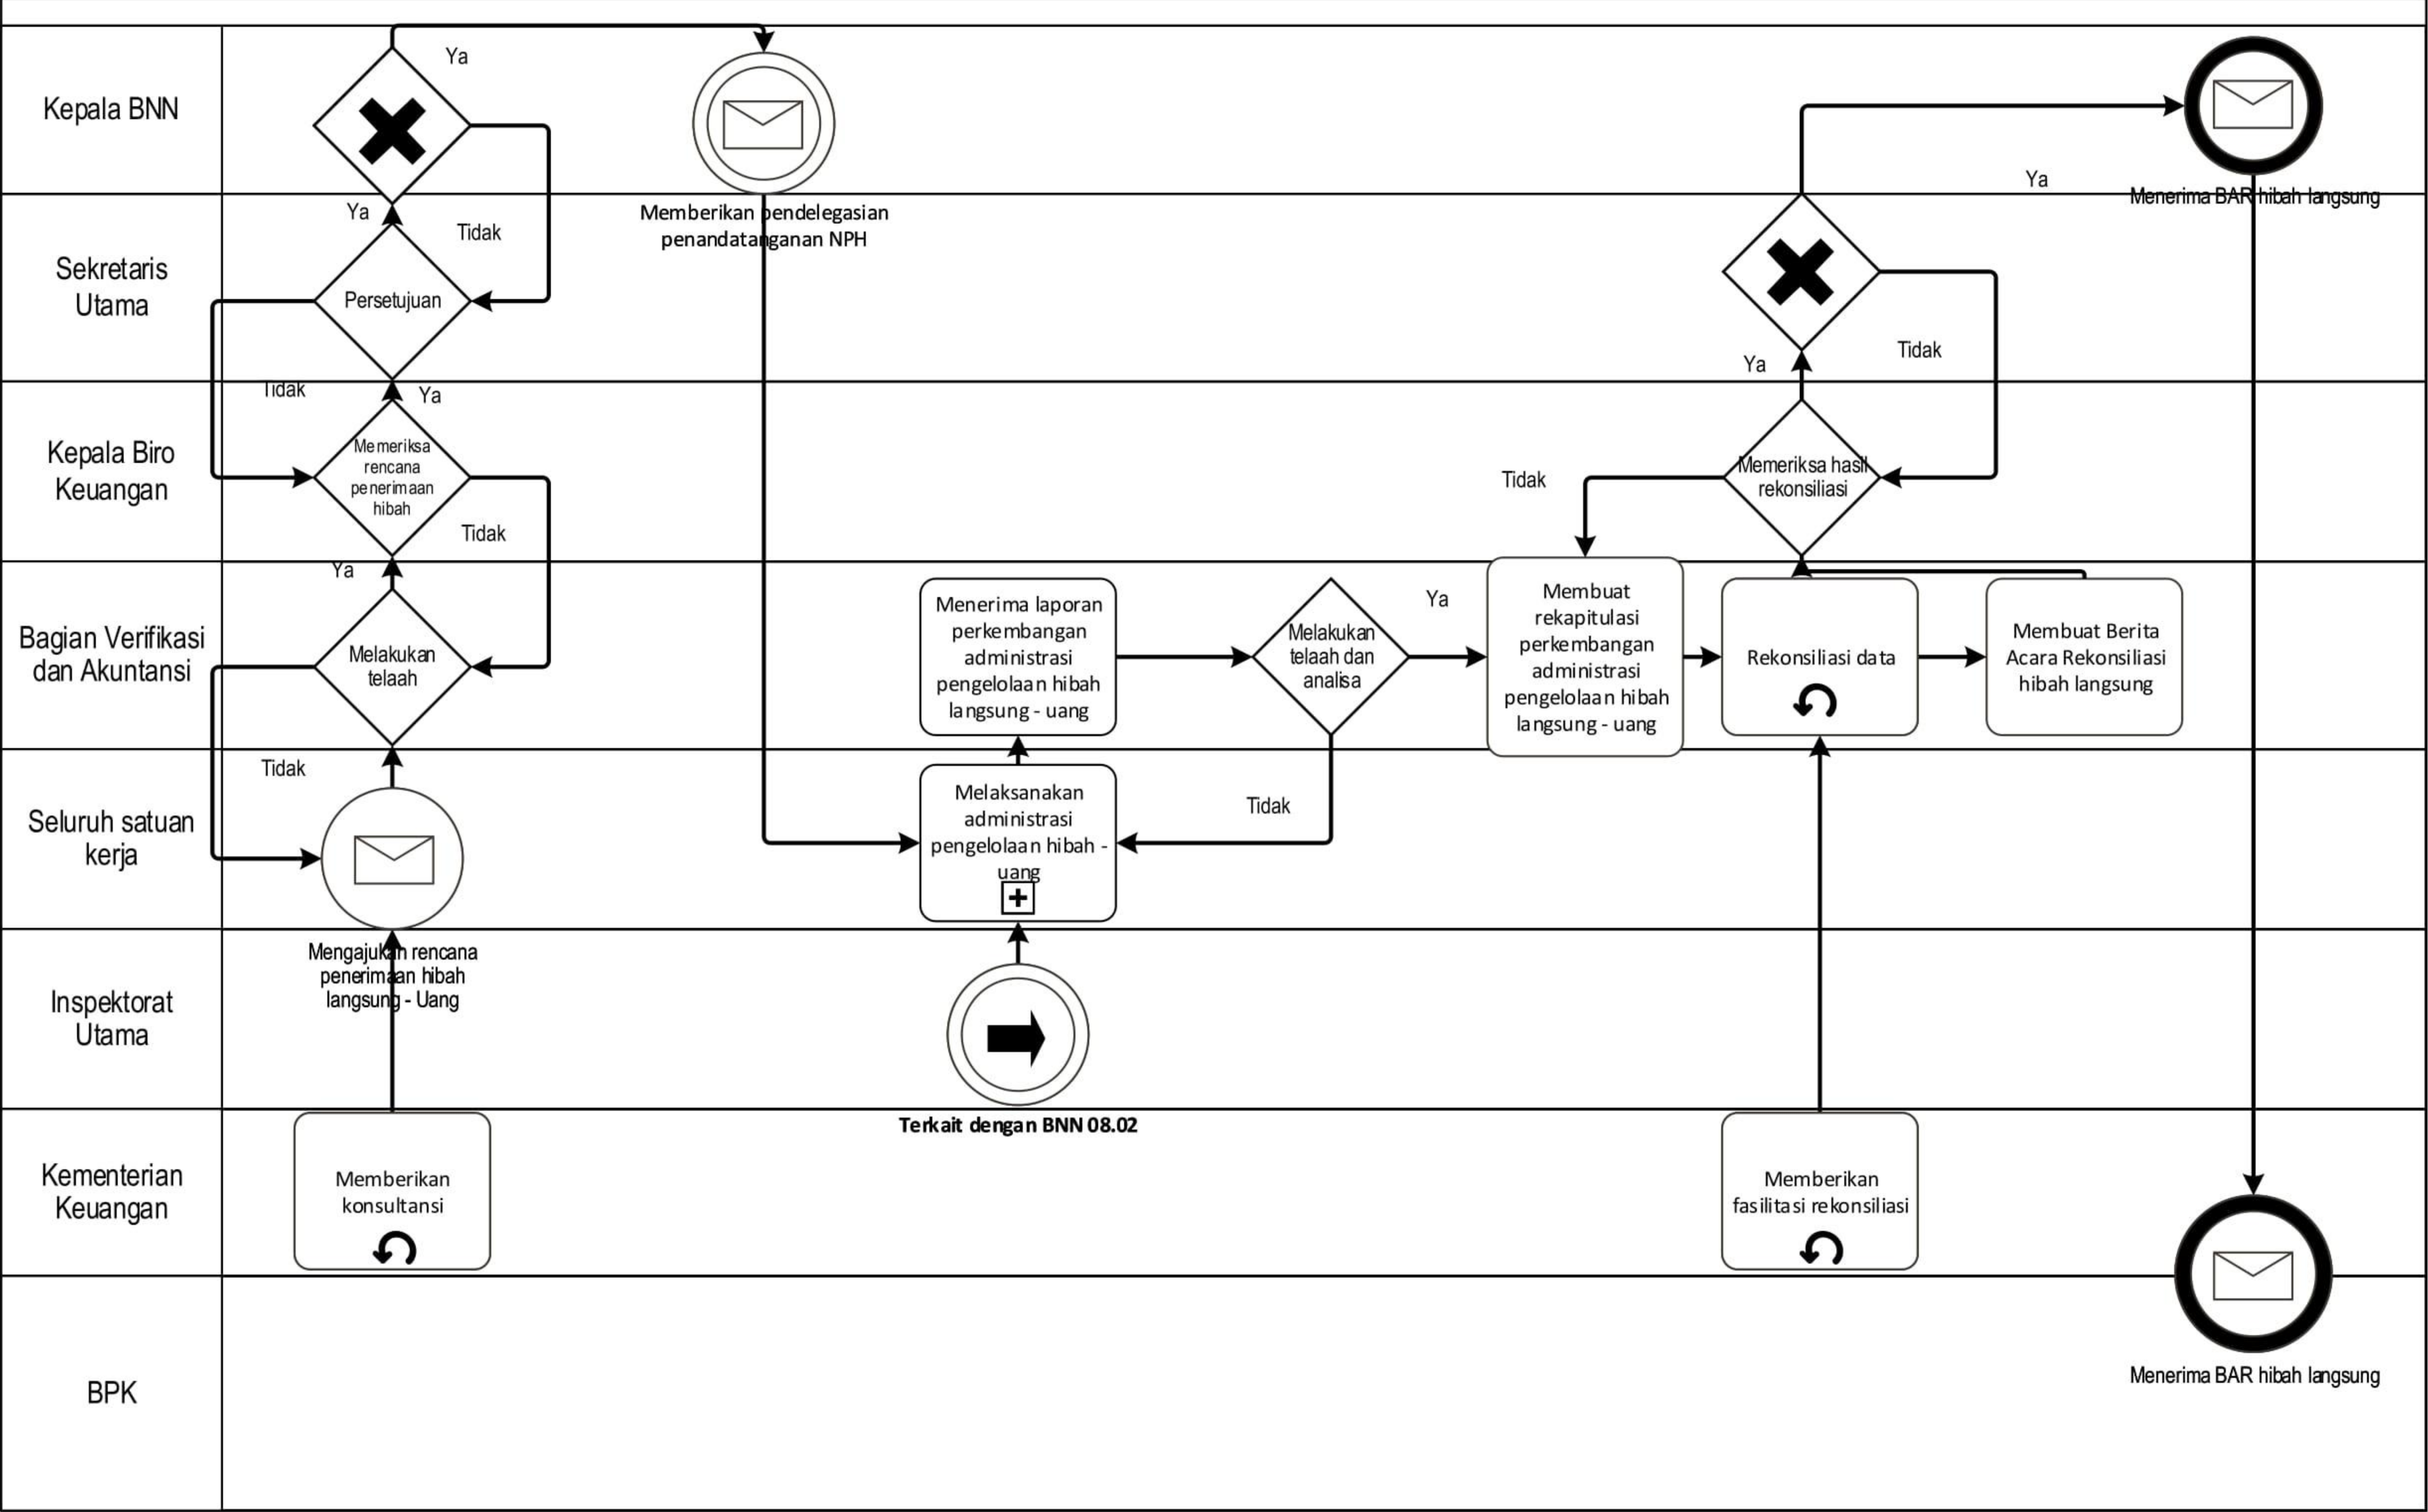 Kepala BNN
Ya
Ya
Tidak
Memberikan pendelegasian
penandatanganan NPH
Ya
Menerima BAR hibah langsung
Sekretaris
Utama
Persetujuan
Tidak
Ya
Ya
Tidak
Kepala Biro
Keuangan
Memeriksa
rencana
penerimaan
hibah
Tidak
Ya
Tidak
Memeriksa hasil
rekonsiliasi
Bagian Verifikasi
dan Akuntansi
Melakukan
telaah
Tidak
Menerima laporan
perkembangan
administrasi
pengelolaan hibah
langsung - uang
Melakukan
telaah dan
analisa
Ya
Membuat
rekapitulasi
perkembangan
administrasi
pengelolaan hibah
langsung - uang
Rekonsiliasi data
Membuat Berita
Acara Rekonsiliasi
hibah langsung
Seluruh satuan
kerja
Mengajukan rencana
penerimaan hibah
langsung - Uang
Melaksanakan
administrasi
pengelolaan hibah -
uang
Tidak
Inspektorat
Utama
Terkait dengan BNN 08.02
Kementerian
Keuangan
Memberikan
konsultansi
Memberikan
fasilitasi rekonsiliasi
BPK
Menerima BAR hibah langsung